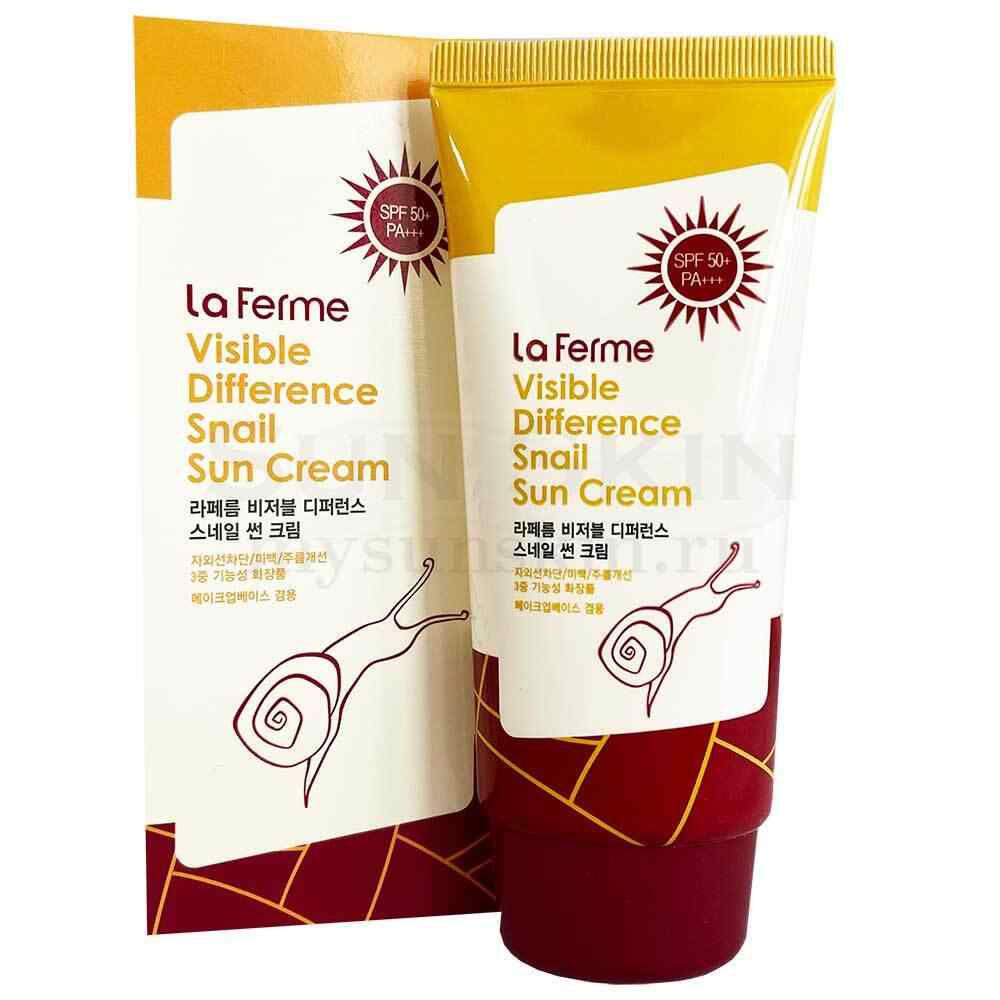 SPF 50+
PA+++
La Ferme
Visible
Difference
Snail
Sun Cream
라페름 비저블 디퍼런스
스네일 썬 크림
자외선차단/미백/주름개선
3중 기능성 화장품
메이크업베이스 겸용
SPF 50+
PA+++
La Ferme
Visible
Difference
Snail
Sun Cream
라페름 비저블 디퍼런스
스네일 썬 크림
자외선차단/미백/주름개선
3중 기능성 화장품
메이크업베이스 겸용
SUN SKIN
mysunskin.ru